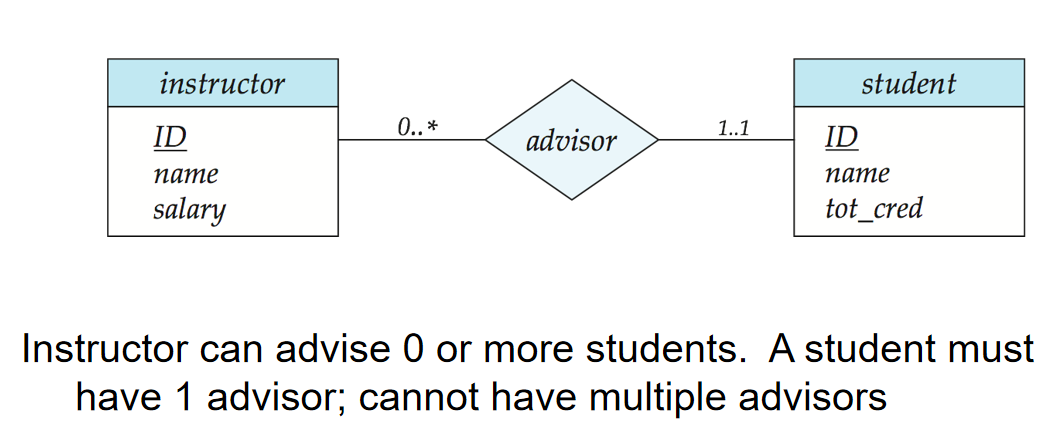 instructor
ID
name
salary
0..*
advisor
1..1
student
ID
name
tot_cred
Instructor can advise 0 or more students.  A student must
have 1 advisor; cannot have multiple advisors